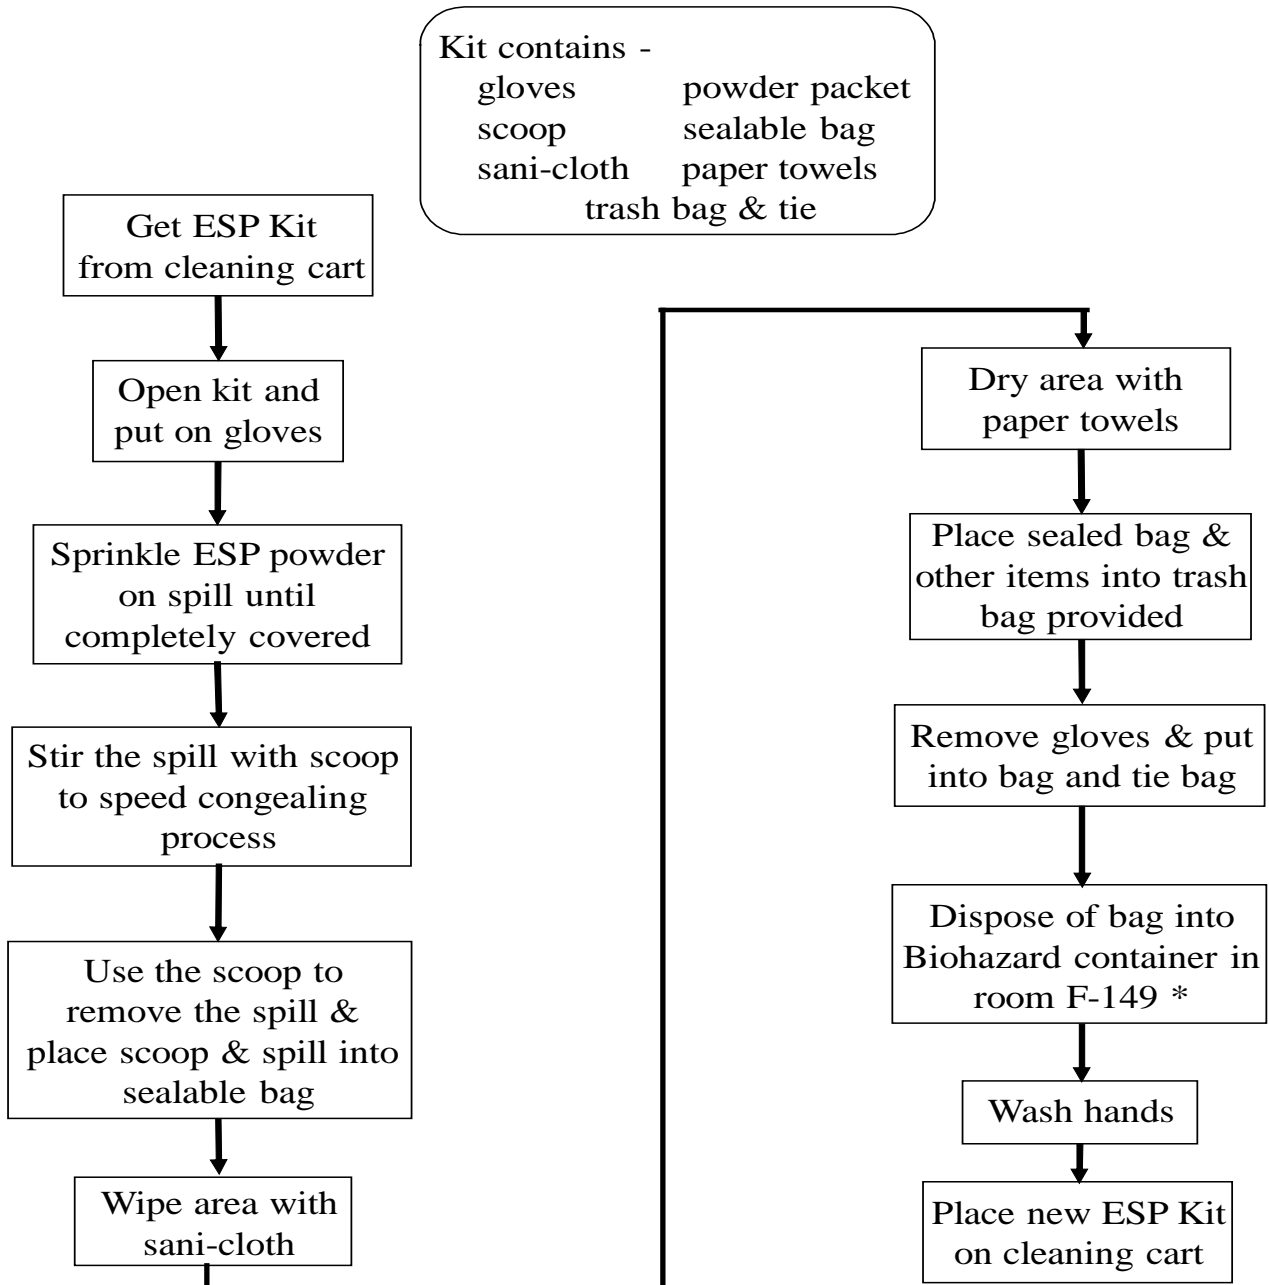 Kit contains -
gloves powder packet
scoop sealable bag
sani-cloth paper towels
trash bag & tie
Get ESP Kit
from cleaning cart
Open kit and
put on gloves
Sprinkle ESP powder
on spill until
completely covered
Stir the spill with scoop
to speed congealing
process
Use the scoop to
remove the spill &
place scoop & spill into
sealable bag
Wipe area with
sani-cloth
Dry area with
paper towels
Place sealed bag &
other items into trash
bag provided
Remove gloves & put
into bag and tie bag
Dispose of bag into
Biohazard container in
room F-149 *
Wash hands
Place new ESP Kit
on cleaning cart